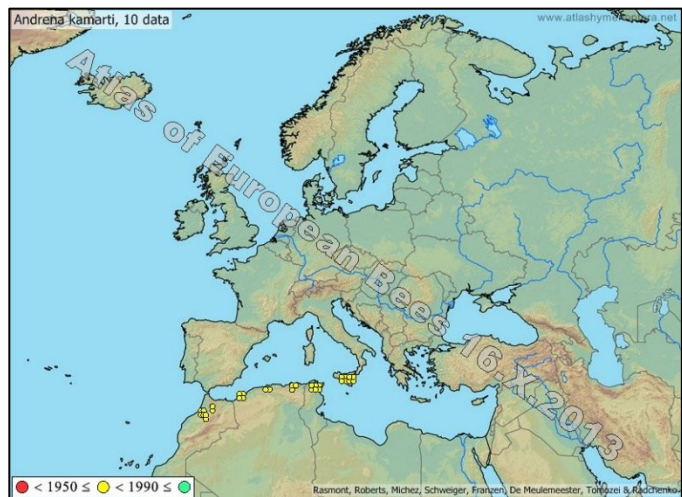 Andrena kamarti, 10 data
www.atlashymenoptera.net
Atlas of European Bees 16.X.2013
< 1950 ≤ < 1990 ≤
Rasmont, Roberts, Michez, Schweiger, Franzen, De Meulemeester, Tomozei & Radchenko